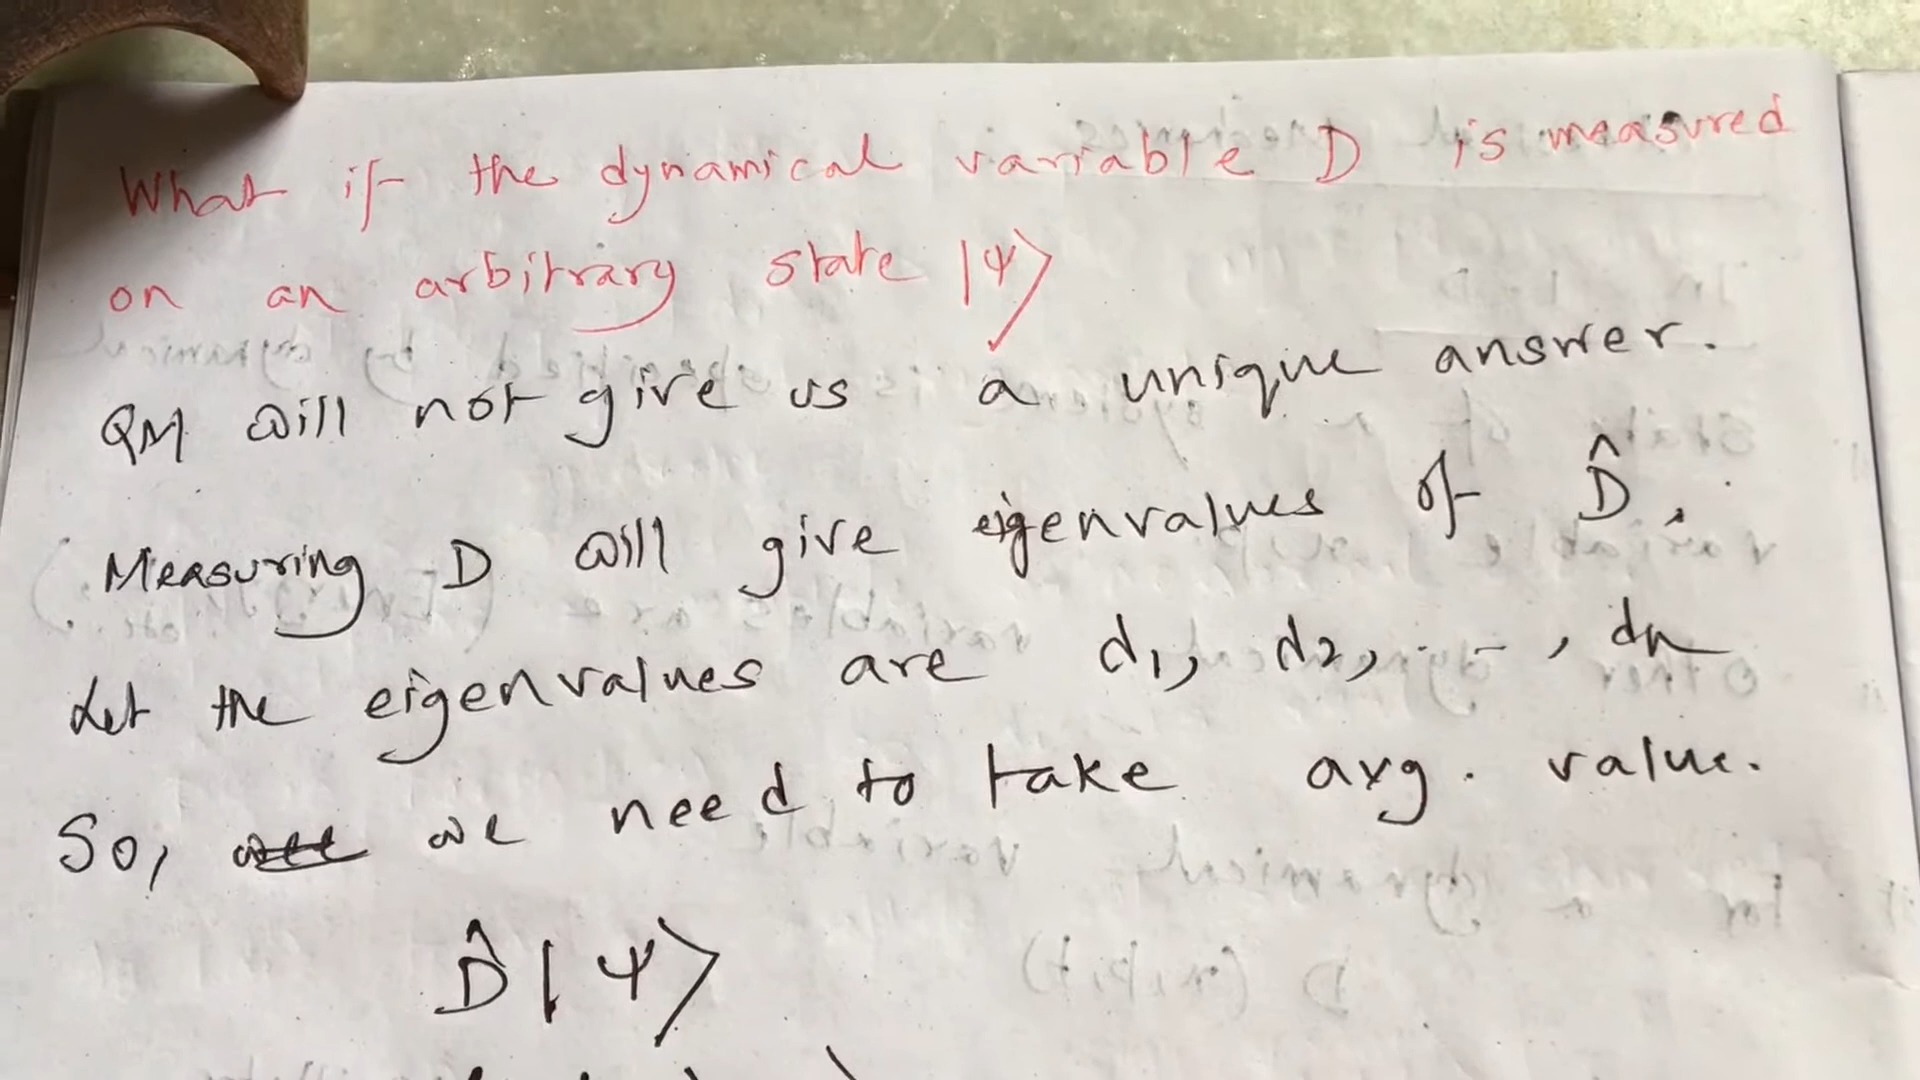 What if the dynamical variable D is measured
on an arbitrary state |ψ⟩
QM will not give us a unique answer.
Measuring D will give eigenvalues of D̂.
Let the eigenvalues are d₁, d₂, ..., dn
So, we need to take avg. value.
D̂|ψ⟩